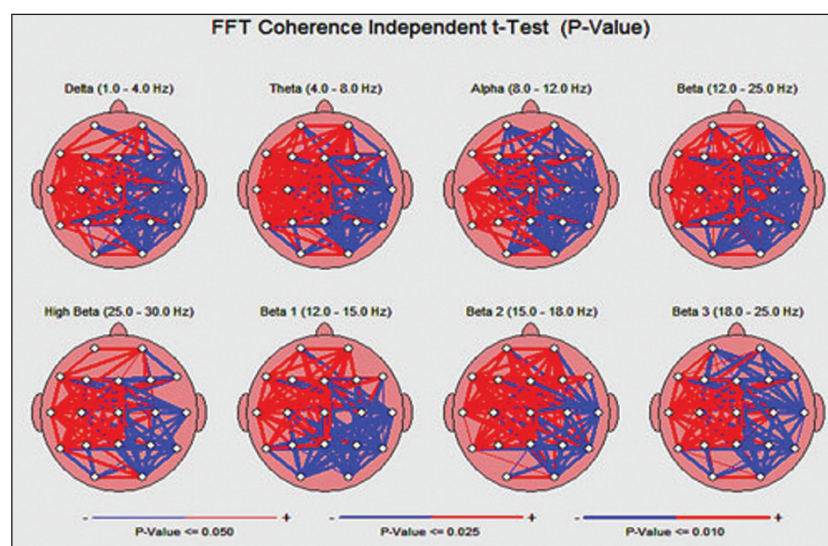 FFT Coherence Independent t-Test (P-Value)
Delta (1.0 - 4.0 Hz) Theta (4.0 - 8.0 Hz) Alpha (8.0 - 12.0 Hz) Beta (12.0 - 25.0 Hz)
High Beta (25.0 - 30.0 Hz) Beta 1 (12.0 - 15.0 Hz) Beta 2 (15.0 - 18.0 Hz) Beta 3 (18.0 - 25.0 Hz)
- + - + - +
P-Value <= 0.050 P-Value <= 0.025 P-Value <= 0.010